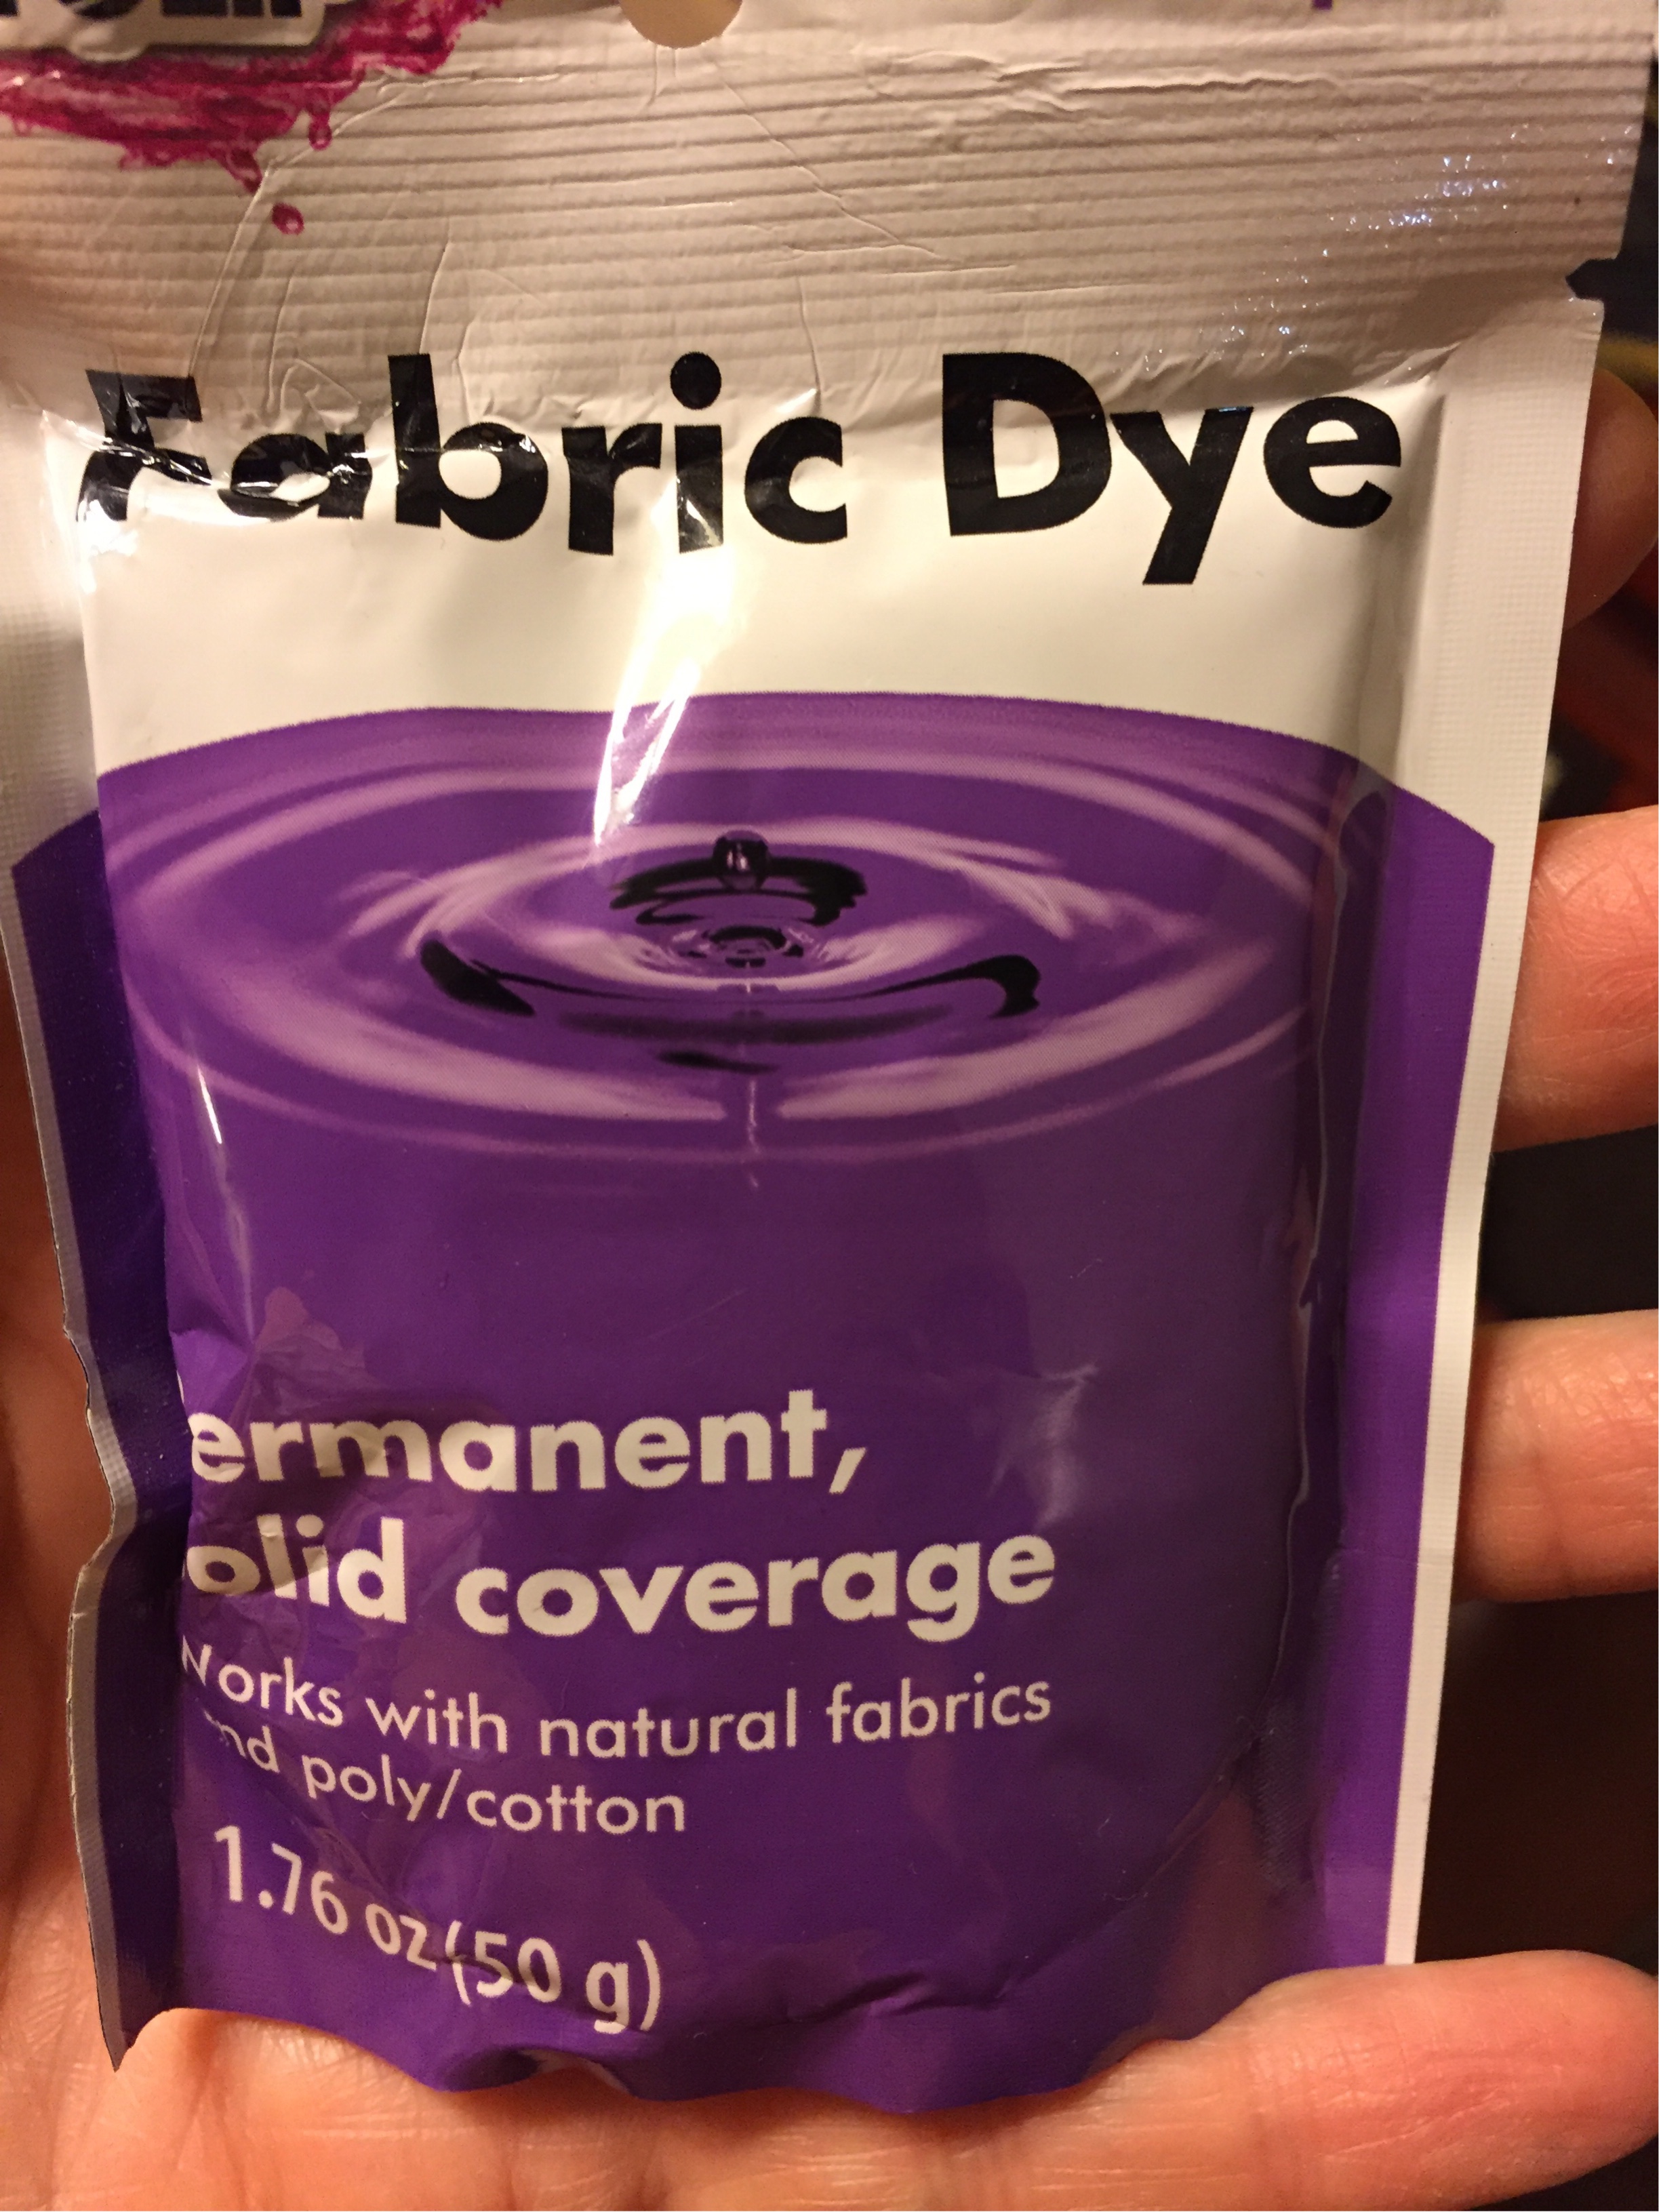 Fabric Dye
ermanent,
olid coverage
Works with natural fabrics
nd poly/cotton
1.76 oz(50 g)